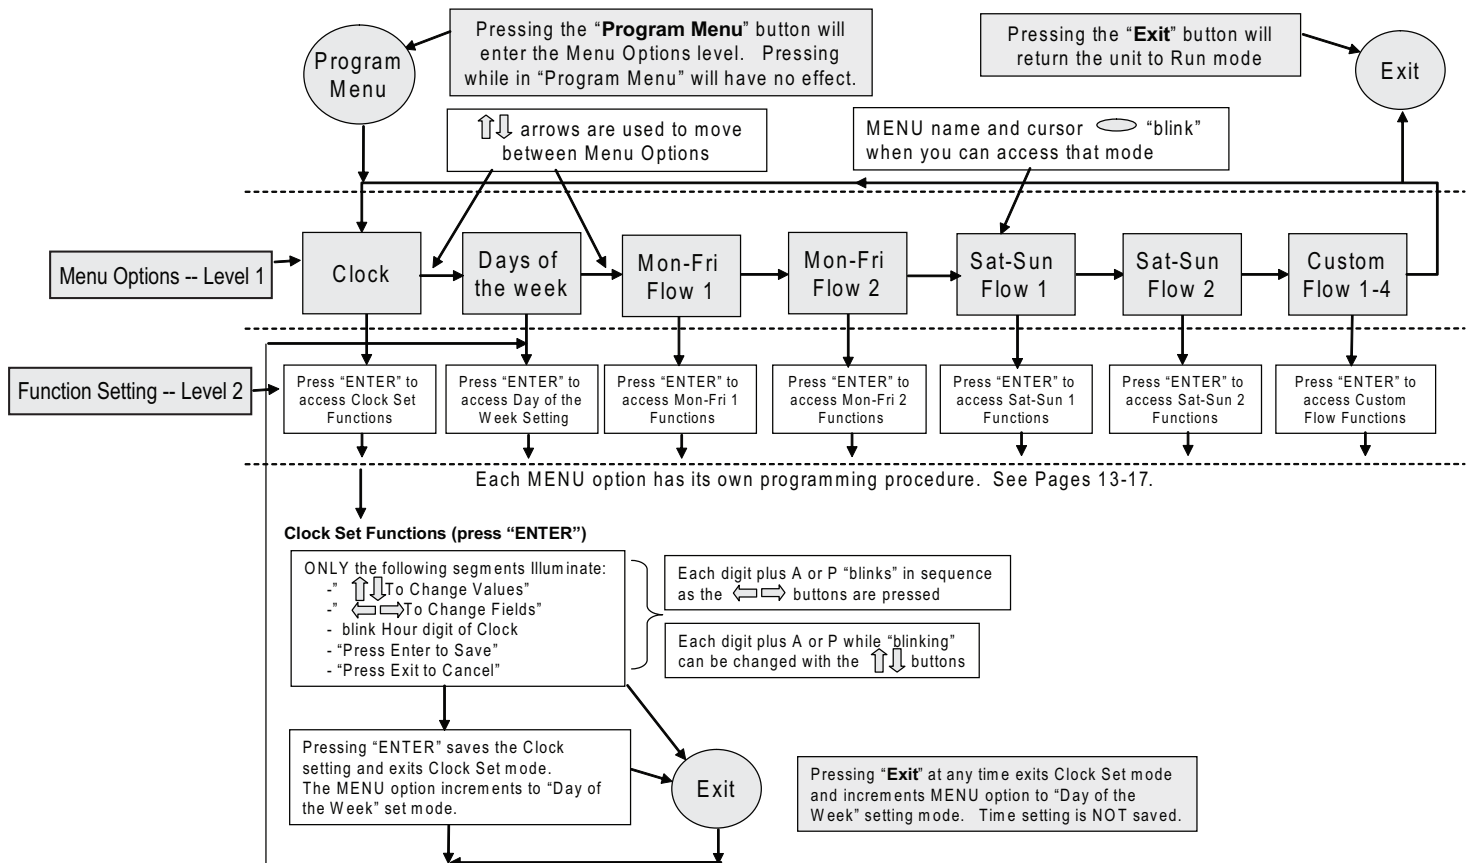 Program
Menu
Pressing the “Program Menu” button will
enter the Menu Options level. Pressing
while in “Program Menu” will have no effect.
Pressing the “Exit” button will
return the unit to Run mode
Exit
⇧⇩ arrows are used to move
between Menu Options
MENU name and cursor “blink”
when you can access that mode
Menu Options -- Level 1
Clock
Days of
the week
Mon-Fri
Flow 1
Mon-Fri
Flow 2
Sat-Sun
Flow 1
Sat-Sun
Flow 2
Custom
Flow 1-4
Function Setting -- Level 2
Press “ENTER” to
access Clock Set
Functions
Press “ENTER” to
access Day of the
Week Setting
Press “ENTER” to
access Mon-Fri 1
Functions
Press “ENTER” to
access Mon-Fri 2
Functions
Press “ENTER” to
access Sat-Sun 1
Functions
Press “ENTER” to
access Sat-Sun 2
Functions
Press “ENTER” to
access Custom
Flow Functions
Each MENU option has its own programming procedure. See Pages 13-17.
Clock Set Functions (press “ENTER”)
ONLY the following segments Illuminate:
-” ⇧⇩To Change Values”
-” ⇦⇨To Change Fields”
- blink Hour digit of Clock
- “Press Enter to Save”
- “Press Exit to Cancel”
Each digit plus A or P “blinks” in sequence
as the ⇦⇨ buttons are pressed
Each digit plus A or P while “blinking”
can be changed with the ⇧⇩ buttons
Pressing “ENTER” saves the Clock
setting and exits Clock Set mode.
The MENU option increments to “Day of
the Week” set mode.
Exit
Pressing “Exit” at any time exits Clock Set mode
and increments MENU option to “Day of the
Week” setting mode. Time setting is NOT saved.